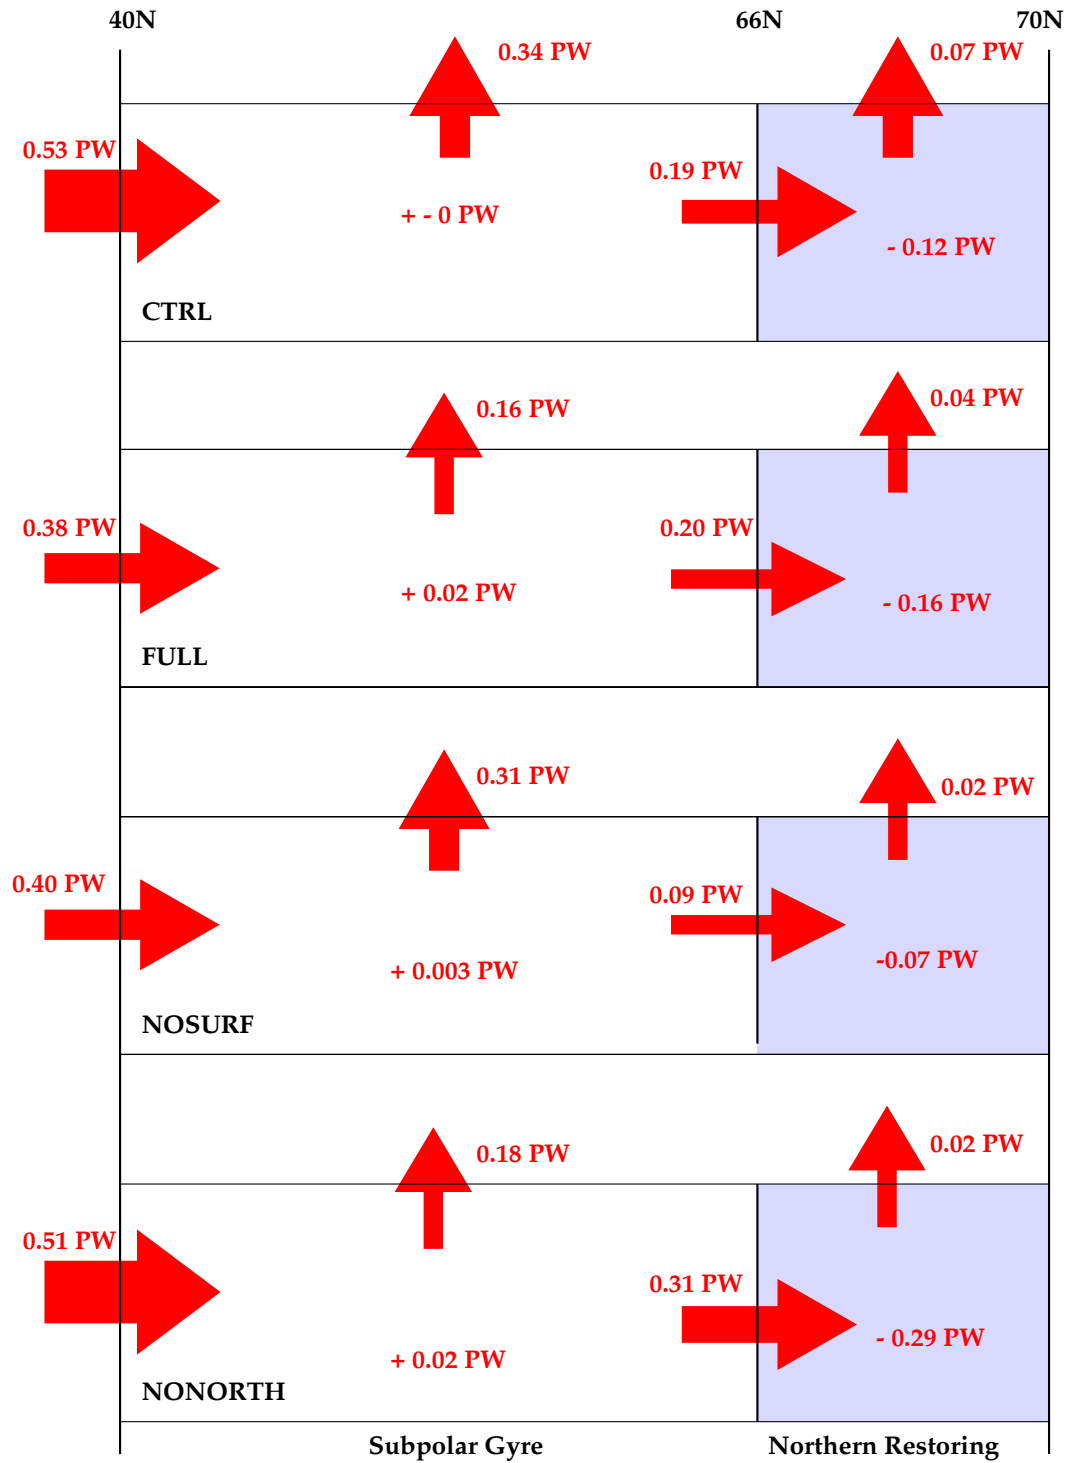 40N 66N 70N
0.34 PW 0.07 PW
0.53 PW
0.19 PW
+ - 0 PW
- 0.12 PW
CTRL
0.16 PW 0.04 PW
0.38 PW 0.20 PW
+ 0.02 PW - 0.16 PW
FULL
0.31 PW 0.02 PW
0.40 PW 0.09 PW
+ 0.003 PW -0.07 PW
NOSURF
0.18 PW 0.02 PW
0.51 PW
0.31 PW
+ 0.02 PW - 0.29 PW
NONORTH
Subpolar Gyre Northern Restoring